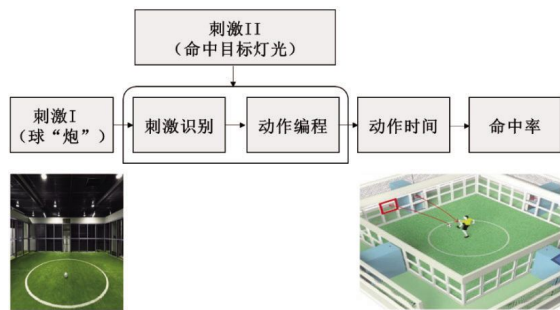 刺激II
（命中目标灯光）
刺激I
（球“炮”）
刺激识别
动作编程
动作时间
命中率